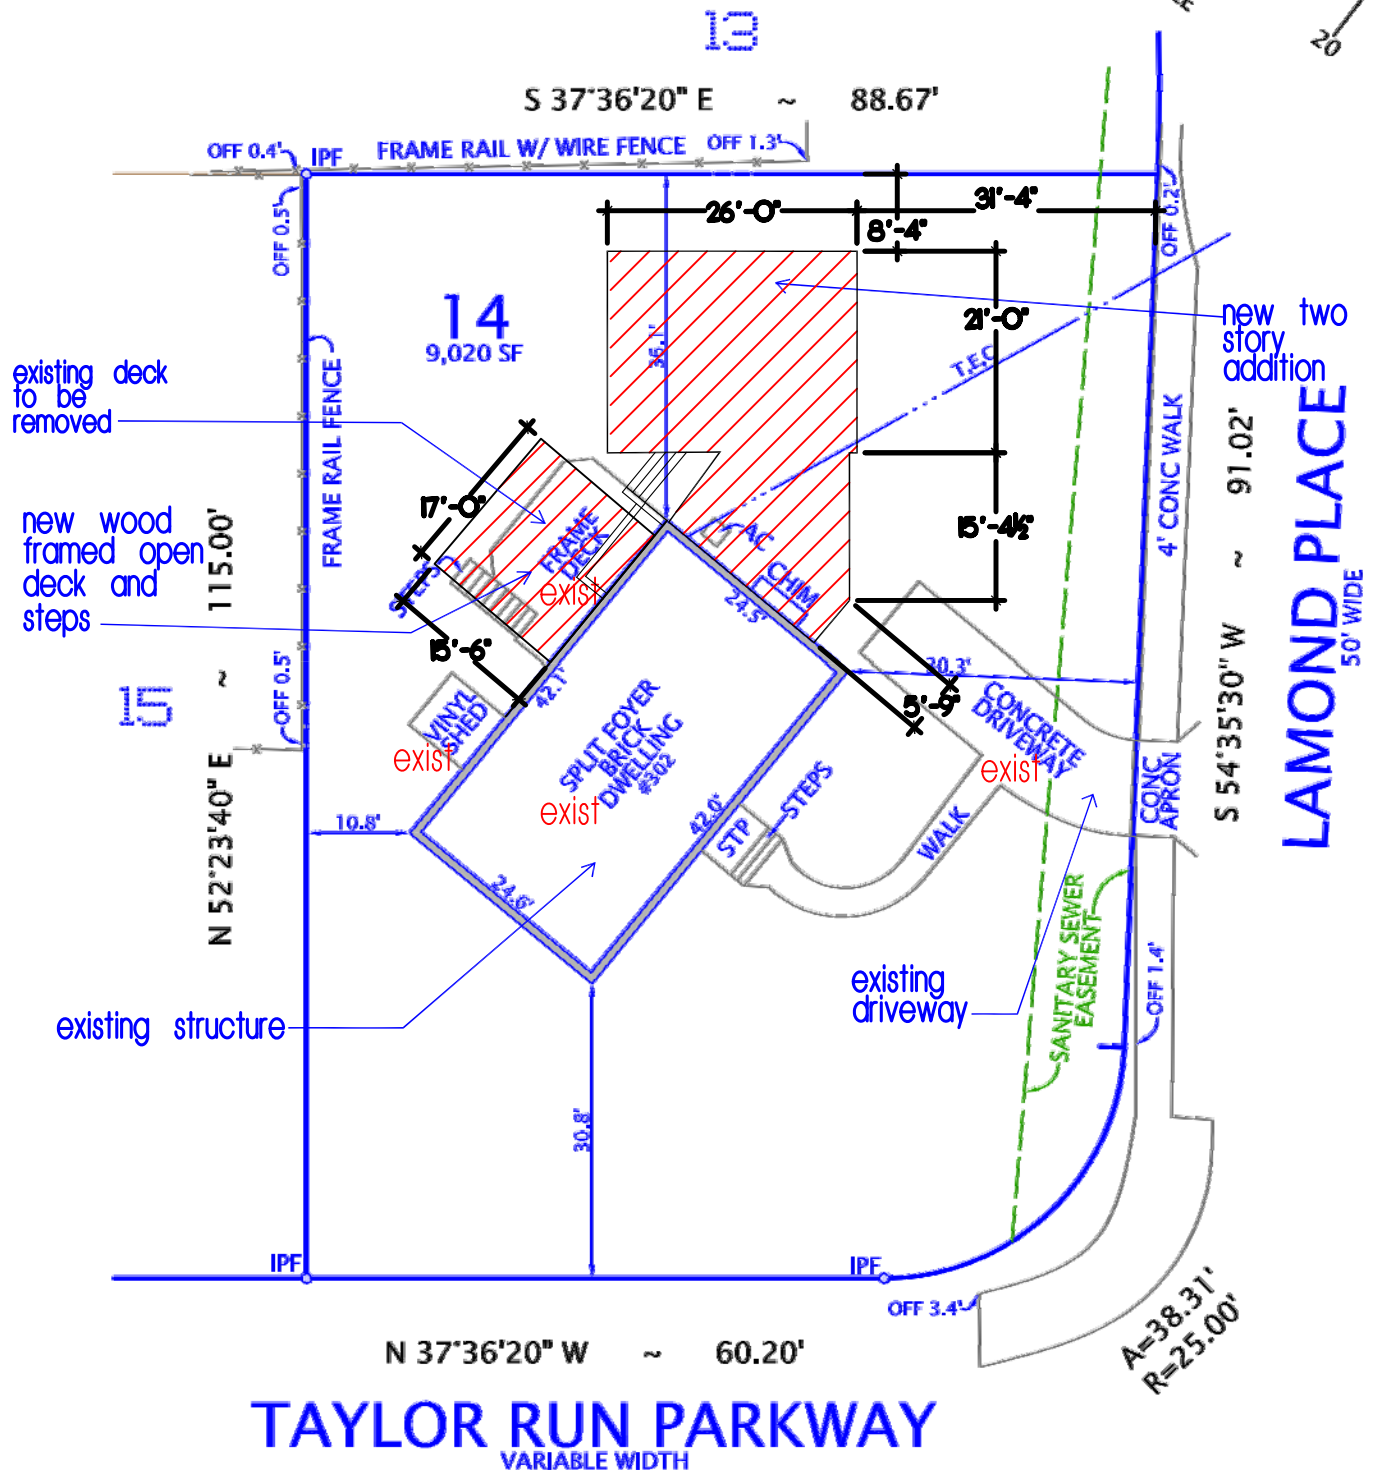 13
20
S 37°36'20" E ~ 88.67'
OFF 0.4'
IPF
FRAME RAIL W/ WIRE FENCE
OFF 1.3'
OFF 0.5'
26'-0"
31'-4"
8'-4"
OFF 0.2'
14
9,020 SF
36.1'
21'-0"
T,E,C
new two
story
addition
existing deck
to be
removed
FRAME RAIL FENCE
4' CONC WALK
S 54°35'30" W ~ 91.02'
LAMOND PLACE
50' WIDE
17'-0"
new wood
framed open
deck and
steps
N 52°23'40" E ~ 115.00'
FRAME
DECK
exist
STEPS
AC
CHIM
24.5'
15'-4½"
15'-6"
42.1'
30.3'
5'-9"
15
OFF 0.5'
VINYL
SHED
exist
SPLIT FOYER
BRICK
DWELLING
#302
exist
CONCRETE
DRIVEWAY
exist
CONC
APRON
10.8'
42.0'
STP
STEPS
WALK
24.6'
SANITARY SEWER
EASEMENT
OFF 1.4'
existing
driveway
existing structure
30.8'
IPF
IPF
OFF 3.4'
A=38.31'
R=25.00'
N 37°36'20" W ~ 60.20'
TAYLOR RUN PARKWAY
VARIABLE WIDTH